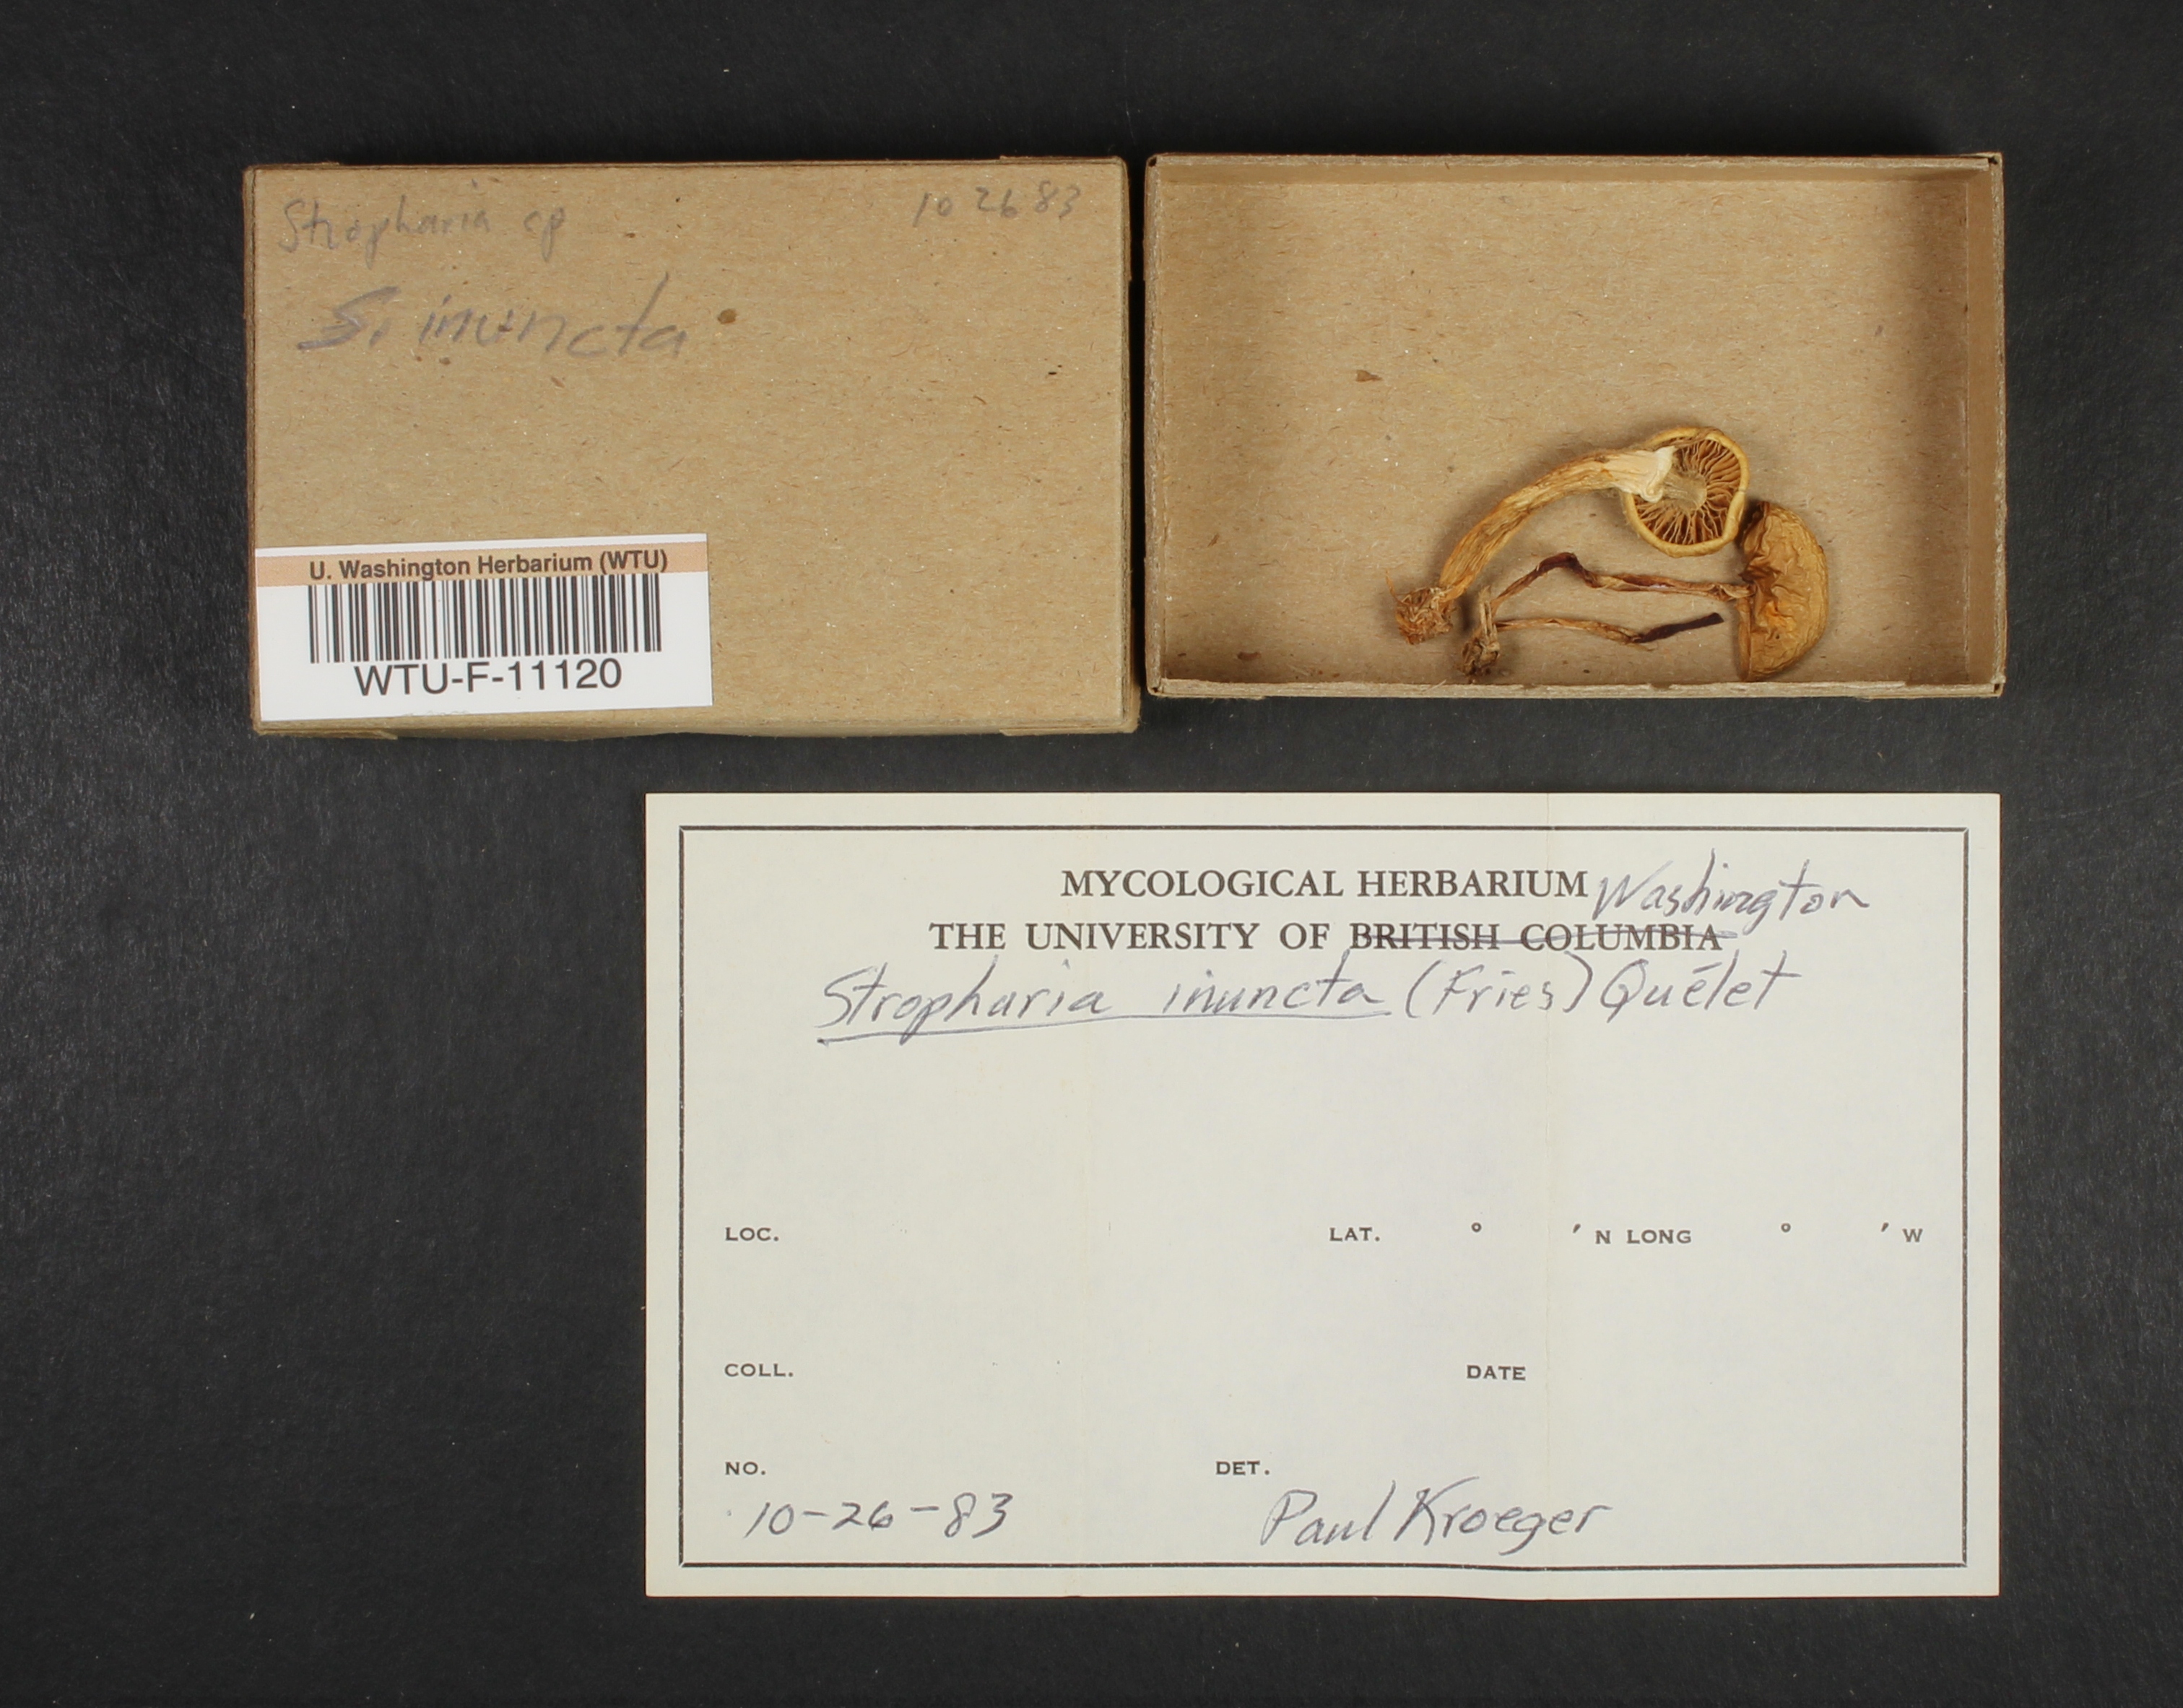 Stropharia sp 10 26 83
S. inuncta
U. Washington Herbarium (WTU)
WTU-F-11120
MYCOLOGICAL HERBARIUM Washington
THE UNIVERSITY OF BRITISH COLUMBIA
Stropharia inuncta (Fries) Quélet
LOC. LAT. ° ′ N LONG ° ′ W
COLL. DATE
NO. DET.
10-26-83 Paul Kroeger